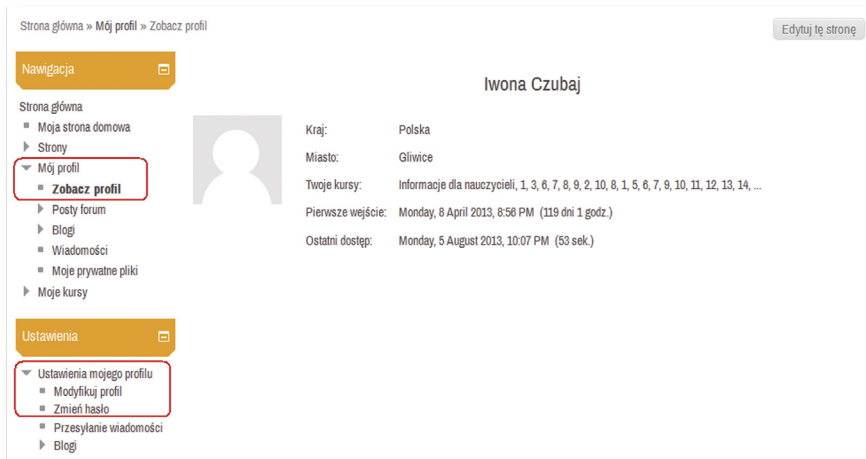 Strona główna » Mój profil » Zobacz profil
Edytuj tę stronę
Nawigacja
Strona główna
Moja strona domowa
Strony
Mój profil
Zobacz profil
Posty forum
Blogi
Wiadomości
Moje prywatne pliki
Moje kursy
Ustawienia
Ustawienia mojego profilu
Modyfikuj profil
Zmień hasło
Przesyłanie wiadomości
Blogi
Iwona Czubaj
Kraj: Polska
Miasto: Gliwice
Twoje kursy: Informacje dla nauczycieli, 1, 3, 6, 7, 8, 9, 2, 10, 8, 1, 5, 6, 7, 9, 10, 11, 12, 13, 14, ...
Pierwsze wejście: Monday, 8 April 2013, 8:56 PM (119 dni 1 godz.)
Ostatni dostęp: Monday, 5 August 2013, 10:07 PM (53 sek.)